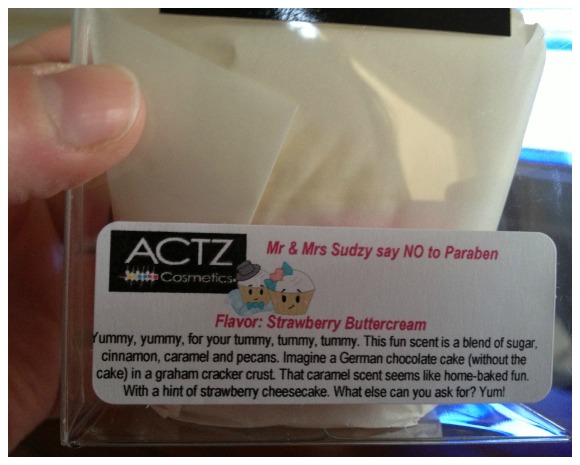 ACTZ
Cosmetics
Mr & Mrs Sudzy say NO to Paraben
Flavor: Strawberry Buttercream
Yummy, yummy, for your tummy, tummy, tummy. This fun scent is a blend of sugar,
cinnamon, caramel and pecans. Imagine a German chocolate cake (without the
cake) in a graham cracker crust. That caramel scent seems like home-baked fun.
With a hint of strawberry cheesecake. What else can you ask for? Yum!